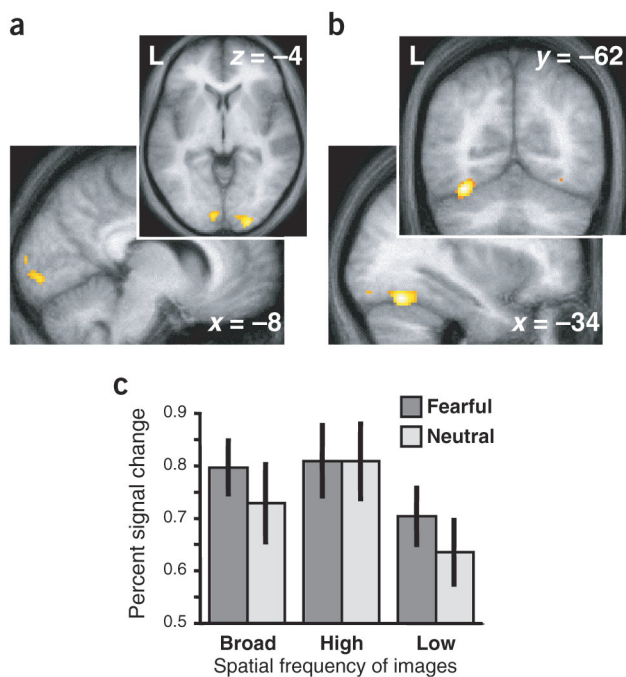 a
L z = –4
x = –8
b
L y = –62
x = –34
c
Percent signal change
0.9
0.8
0.7
0.6
0.5
Fearful
Neutral
Broad High Low
Spatial frequency of images